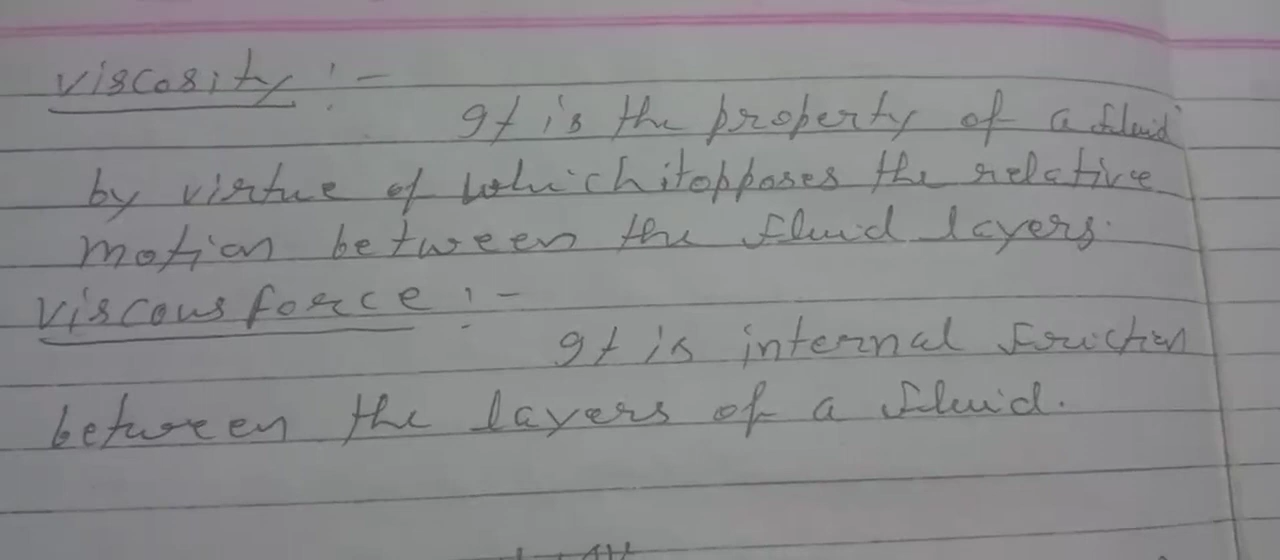 Viscosity :-
It is the property of a fluid
by virtue of which it opposes the relative
motion between the fluid layers.
Viscous force :-
It is internal friction
between the layers of a fluid.